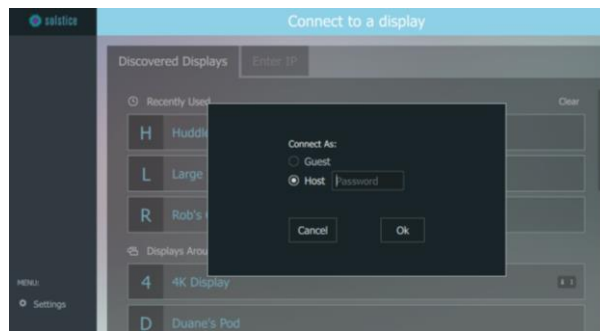 solstice
Connect to a display
Discovered Displays
Enter IP
Recently Used
Clear
H Huddle
L Large
R Rob's
Connect As:
Guest
Host Password
Cancel Ok
Displays Arou
4 4K Display
D Duane's Pod
MENU:
Settings